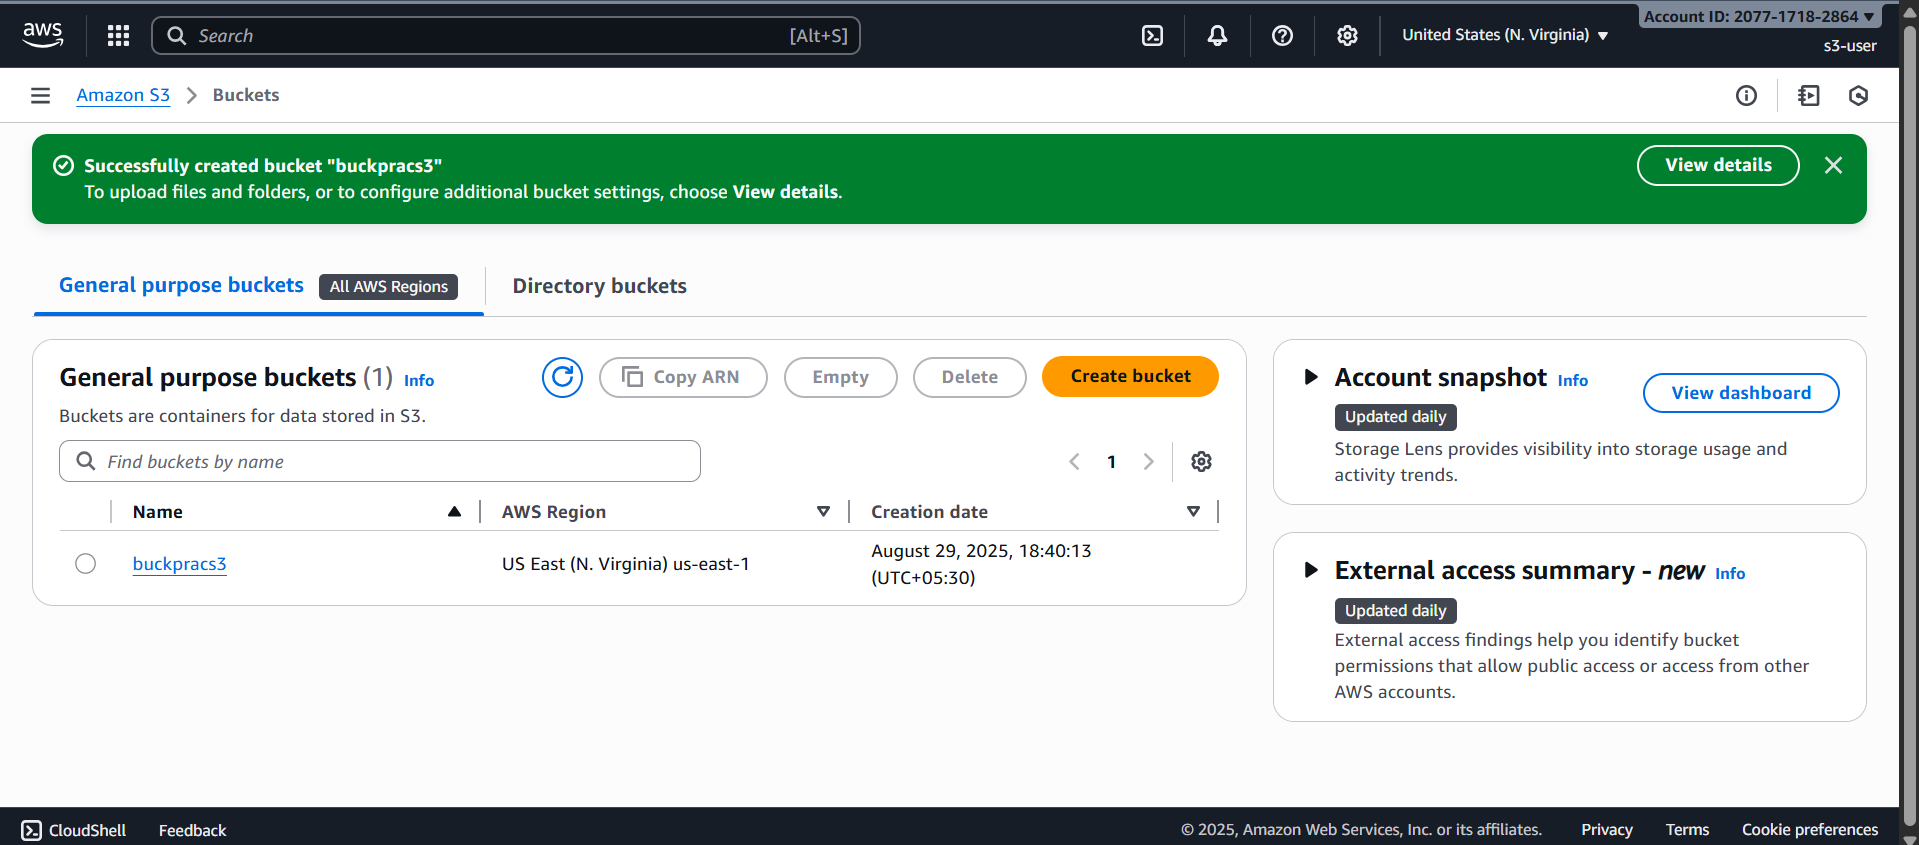 aws
Search [Alt+S]
United States (N. Virginia)
Account ID: 2077-1718-2864
s3-user
Amazon S3 > Buckets
Successfully created bucket "buckpracs3"
To upload files and folders, or to configure additional bucket settings, choose View details.
View details
General purpose buckets All AWS Regions
Directory buckets
General purpose buckets (1) Info
Copy ARN
Empty
Delete
Create bucket
Buckets are containers for data stored in S3.
Find buckets by name
1
Name AWS Region Creation date
buckpracs3 US East (N. Virginia) us-east-1 August 29, 2025, 18:40:13
(UTC+05:30)
Account snapshot Info
View dashboard
Updated daily
Storage Lens provides visibility into storage usage and
activity trends.
External access summary - new Info
Updated daily
External access findings help you identify bucket
permissions that allow public access or access from other
AWS accounts.
CloudShell Feedback © 2025, Amazon Web Services, Inc. or its affiliates. Privacy Terms Cookie preferences